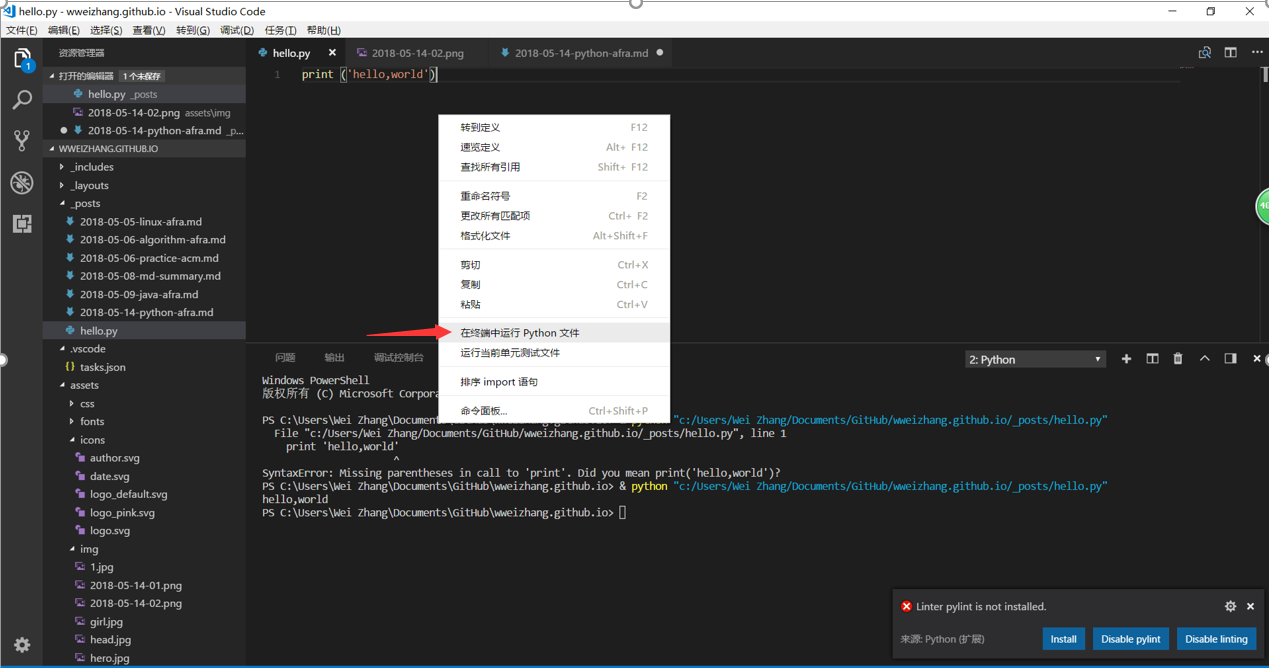 hello.py - wweizhang.github.io - Visual Studio Code
文件(F) 编辑(E) 选择(S) 查看(V) 转到(G) 调试(D) 任务(T) 帮助(H)
资源管理器
hello.py 2018-05-14-02.png 2018-05-14-python-afra.md
1
打开的编辑器 1 个未保存
hello.py _posts
2018-05-14-02.png assets\img
2018-05-14-python-afra.md _p...
WWEIZHANG.GITHUB.IO
_includes
_layouts
_posts
2018-05-05-linux-afra.md
2018-05-06-algorithm-afra.md
2018-05-06-practice-acm.md
2018-05-08-md-summary.md
2018-05-09-java-afra.md
2018-05-14-python-afra.md
hello.py
.vscode
{} tasks.json
assets
css
fonts
icons
author.svg
date.svg
logo_default.svg
logo_pink.svg
logo.svg
img
1.jpg
2018-05-14-01.png
2018-05-14-02.png
girl.jpg
head.jpg
hero.jpg
1 print ('hello,world')
转到定义 F12
速览定义 Alt+ F12
查找所有引用 Shift+ F12
重命名符号 F2
更改所有匹配项 Ctrl+ F2
格式化文件 Alt+Shift+F
剪切 Ctrl+X
复制 Ctrl+C
粘贴 Ctrl+V
在终端中运行 Python 文件
运行当前单元测试文件
排序 import 语句
命令面板... Ctrl+Shift+P
40
问题 输出 调试控制台
2: Python
Windows PowerShell
版权所有 (C) Microsoft Corpora
PS C:\Users\Wei Zhang\Documents\GitHub\wweizhang.github.io> & python "c:/Users/Wei Zhang/Documents/GitHub/wweizhang.github.io/_posts/hello.py"
File "c:/Users/Wei Zhang/Documents/GitHub/wweizhang.github.io/_posts/hello.py", line 1
print 'hello,world'
^
SyntaxError: Missing parentheses in call to 'print'. Did you mean print('hello,world')?
PS C:\Users\Wei Zhang\Documents\GitHub\wweizhang.github.io> & python "c:/Users/Wei Zhang/Documents/GitHub/wweizhang.github.io/_posts/hello.py"
hello,world
PS C:\Users\Wei Zhang\Documents\GitHub\wweizhang.github.io>
Linter pylint is not installed.
来源: Python (扩展)
Install Disable pylint Disable linting